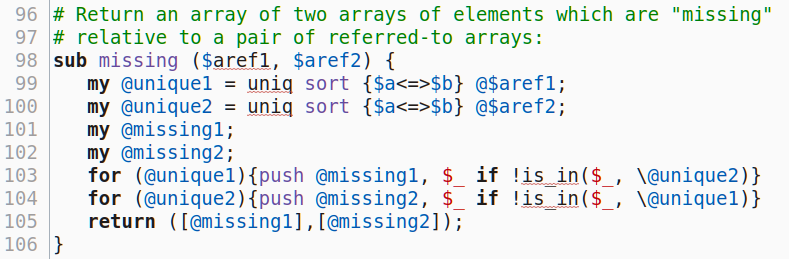 96 # Return an array of two arrays of elements which are "missing"
97 # relative to a pair of referred-to arrays:
98 sub missing ($aref1, $aref2) {
99    my @unique1 = uniq sort {$a<=>$b} @$aref1;
100    my @unique2 = uniq sort {$a<=>$b} @$aref2;
101    my @missing1;
102    my @missing2;
103    for (@unique1){push @missing1, $_ if !is_in($_, \@unique2)}
104    for (@unique2){push @missing2, $_ if !is_in($_, \@unique1)}
105    return ([@missing1],[@missing2]);
106 }